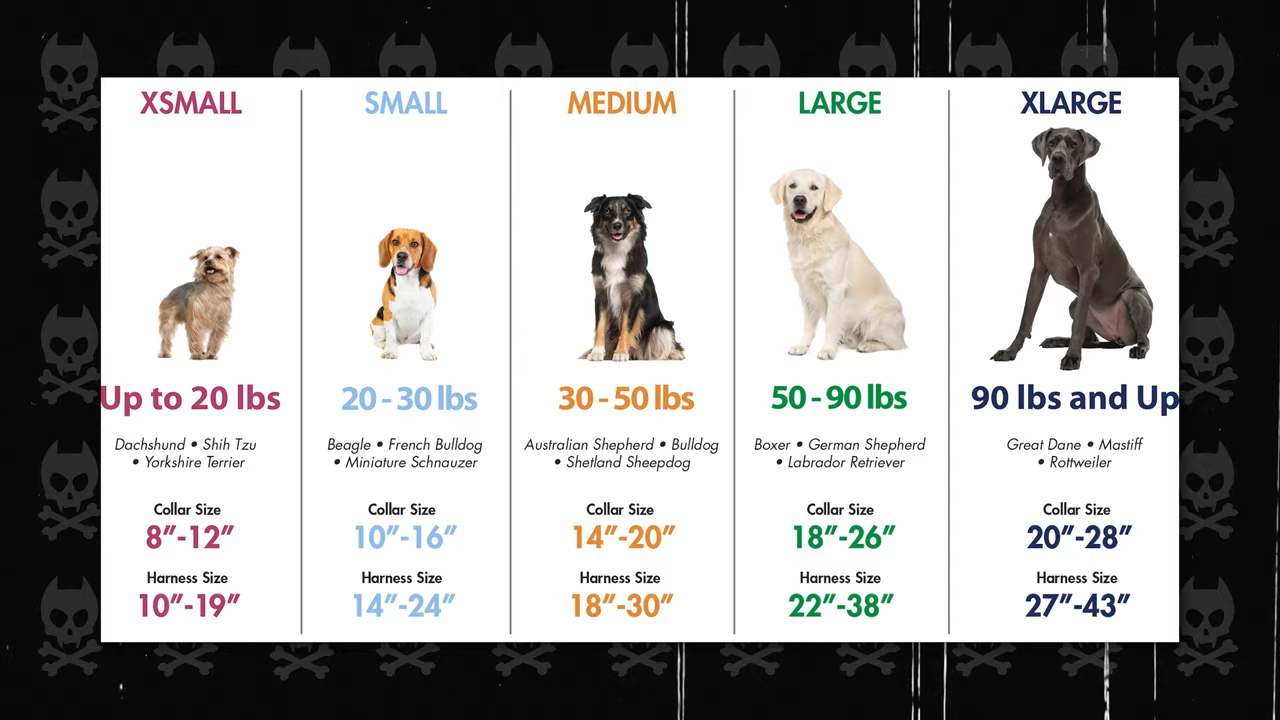 XSMALL
Up to 20 lbs
Dachshund • Shih Tzu
• Yorkshire Terrier
Collar Size
8”-12”
Harness Size
10”-19”
SMALL
20 - 30 lbs
Beagle • French Bulldog
• Miniature Schnauzer
Collar Size
10”-16”
Harness Size
14”-24”
MEDIUM
30 - 50 lbs
Australian Shepherd • Bulldog
• Shetland Sheepdog
Collar Size
14”-20”
Harness Size
18”-30”
LARGE
50 - 90 lbs
Boxer • German Shepherd
• Labrador Retriever
Collar Size
18”-26”
Harness Size
22”-38”
XLARGE
90 lbs and Up
Great Dane • Mastiff
• Rottweiler
Collar Size
20”-28”
Harness Size
27”-43”